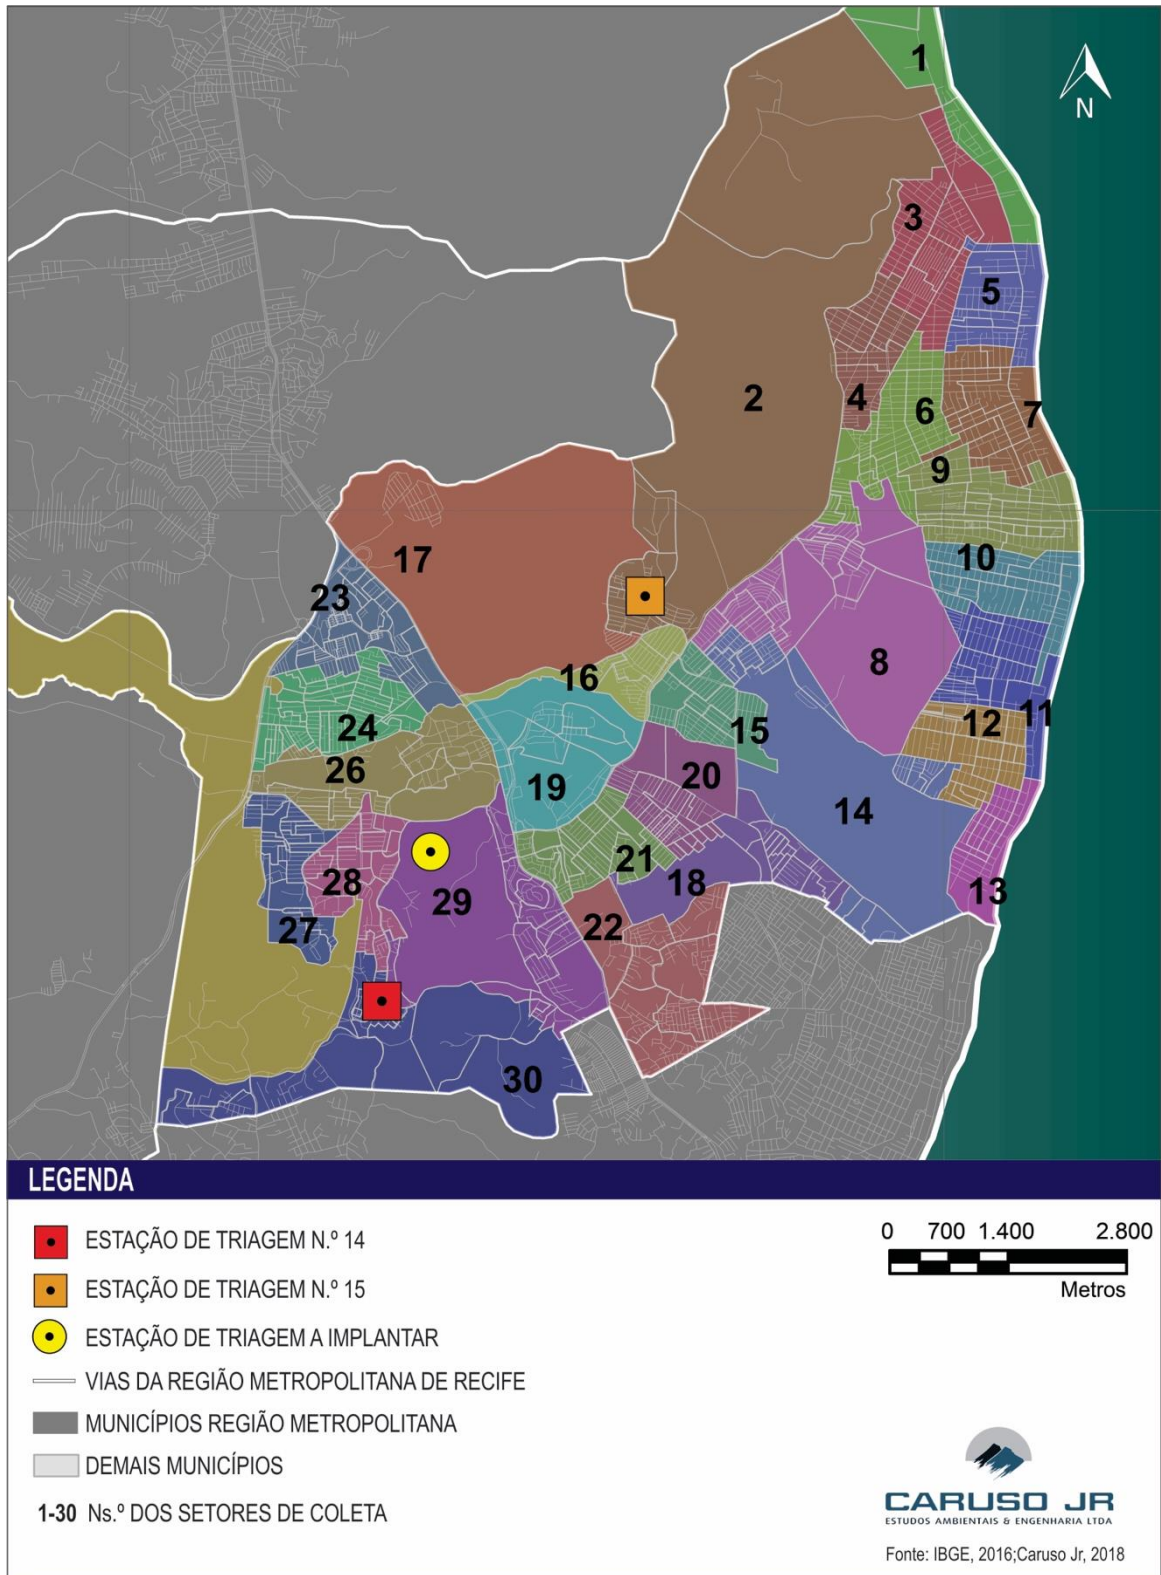 1
N
3
5
2
4
6
7
9
10
17
23
8
16
11
24
15
12
26
20
19
14
21
28
18
13
29
22
27
30
LEGENDA
ESTAÇÃO DE TRIAGEM N.º 14
ESTAÇÃO DE TRIAGEM N.º 15
ESTAÇÃO DE TRIAGEM A IMPLANTAR
VIAS DA REGIÃO METROPOLITANA DE RECIFE
MUNICÍPIOS REGIÃO METROPOLITANA
DEMAIS MUNICÍPIOS
1-30 Ns.º DOS SETORES DE COLETA
0 700 1.400 2.800
Metros
CARUSO JR
ESTUDOS AMBIENTAIS & ENGENHARIA LTDA
Fonte: IBGE, 2016;Caruso Jr, 2018